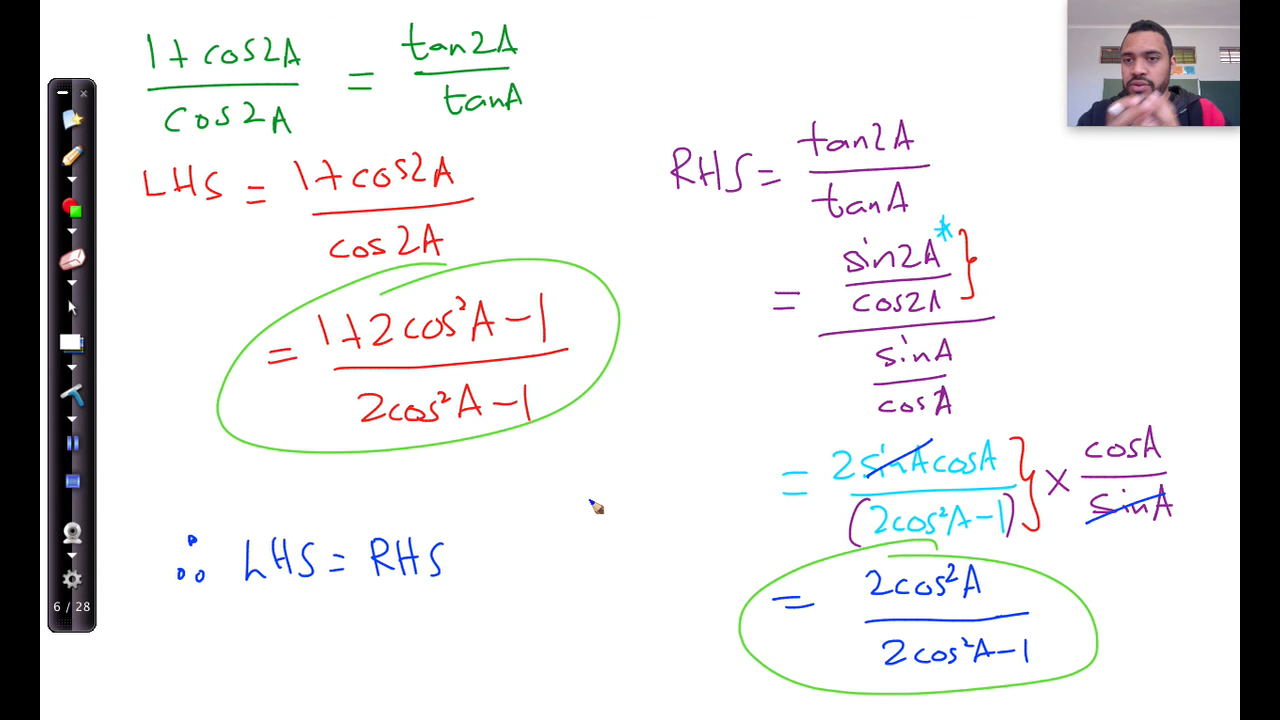 1 + cos2A / cos2A = tan2A / tanA
LHS = 1 + cos2A / cos2A
= 1 + 2cos²A − 1 / 2cos²A − 1
∴ LHS = RHS
RHS = tan2A / tanA
= sin2A* / cos2A } / sinA / cosA
= 2sinAcosA / (2cos²A − 1) } × cosA / sinA
= 2cos²A / 2cos²A − 1
6 / 28